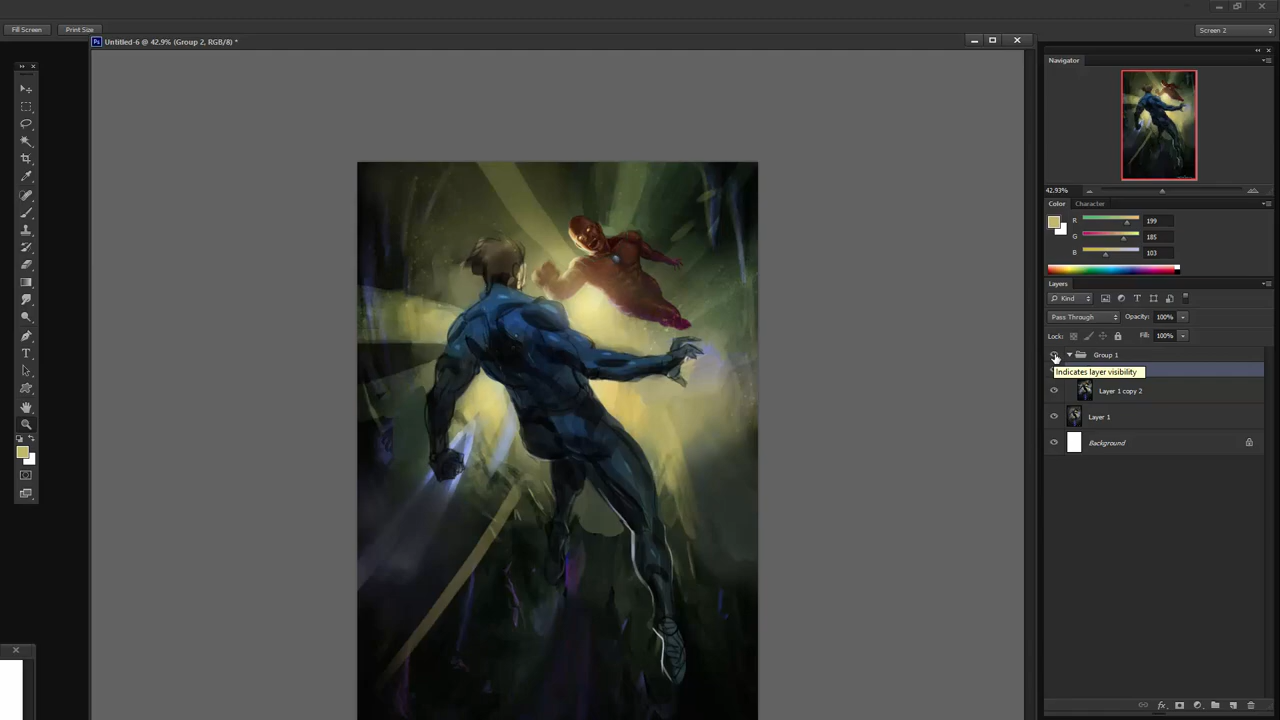 Fill Screen
Print Size
Screen 2
Untitled-6 @ 42.9% (Group 2, RGB/8) *
Navigator
42.93%
Color
Character
R
199
G
185
B
103
Layers
Kind
Pass Through
Opacity:
100%
Lock:
Fill:
100%
Group 1
Indicates layer visibility
Layer 1 copy 2
Layer 1
Background